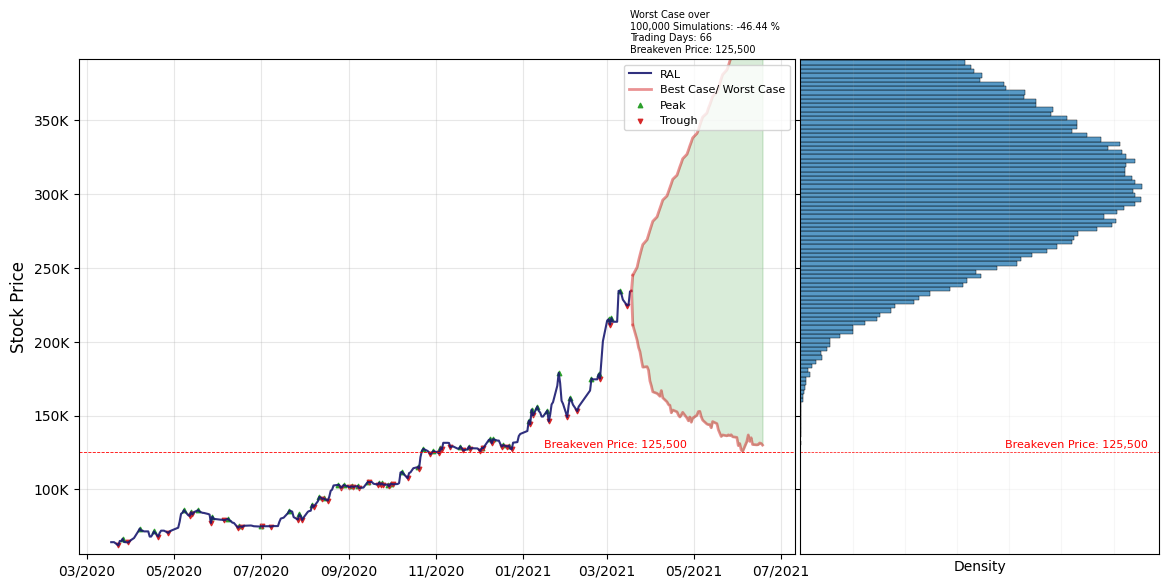 Worst Case over
100,000 Simulations: -46.44 %
Trading Days: 66
Breakeven Price: 125,500
RAL
Best Case/ Worst Case
Peak
Trough
Stock Price
350K
300K
250K
200K
150K
100K
Breakeven Price: 125,500
Breakeven Price: 125,500
03/2020 05/2020 07/2020 09/2020 11/2020 01/2021 03/2021 05/2021 07/2021
Density